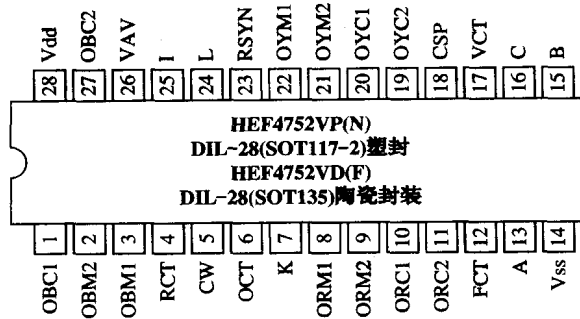 Vdd OBC2 VAV I L RSYN OYM1 OYM2 OYC1 OYC2 CSP VCT C B
28 27 26 25 24 23 22 21 20 19 18 17 16 15
HEF4752VP(N)
DIL-28(SOT117-2)塑封
HEF4752VD(F)
DIL-28(SOT135)陶瓷封装
1 2 3 4 5 6 7 8 9 10 11 12 13 14
OBC1 OBM2 OBM1 RCT CW OCT K ORM1 ORM2 ORC1 ORC2 FCT A Vss